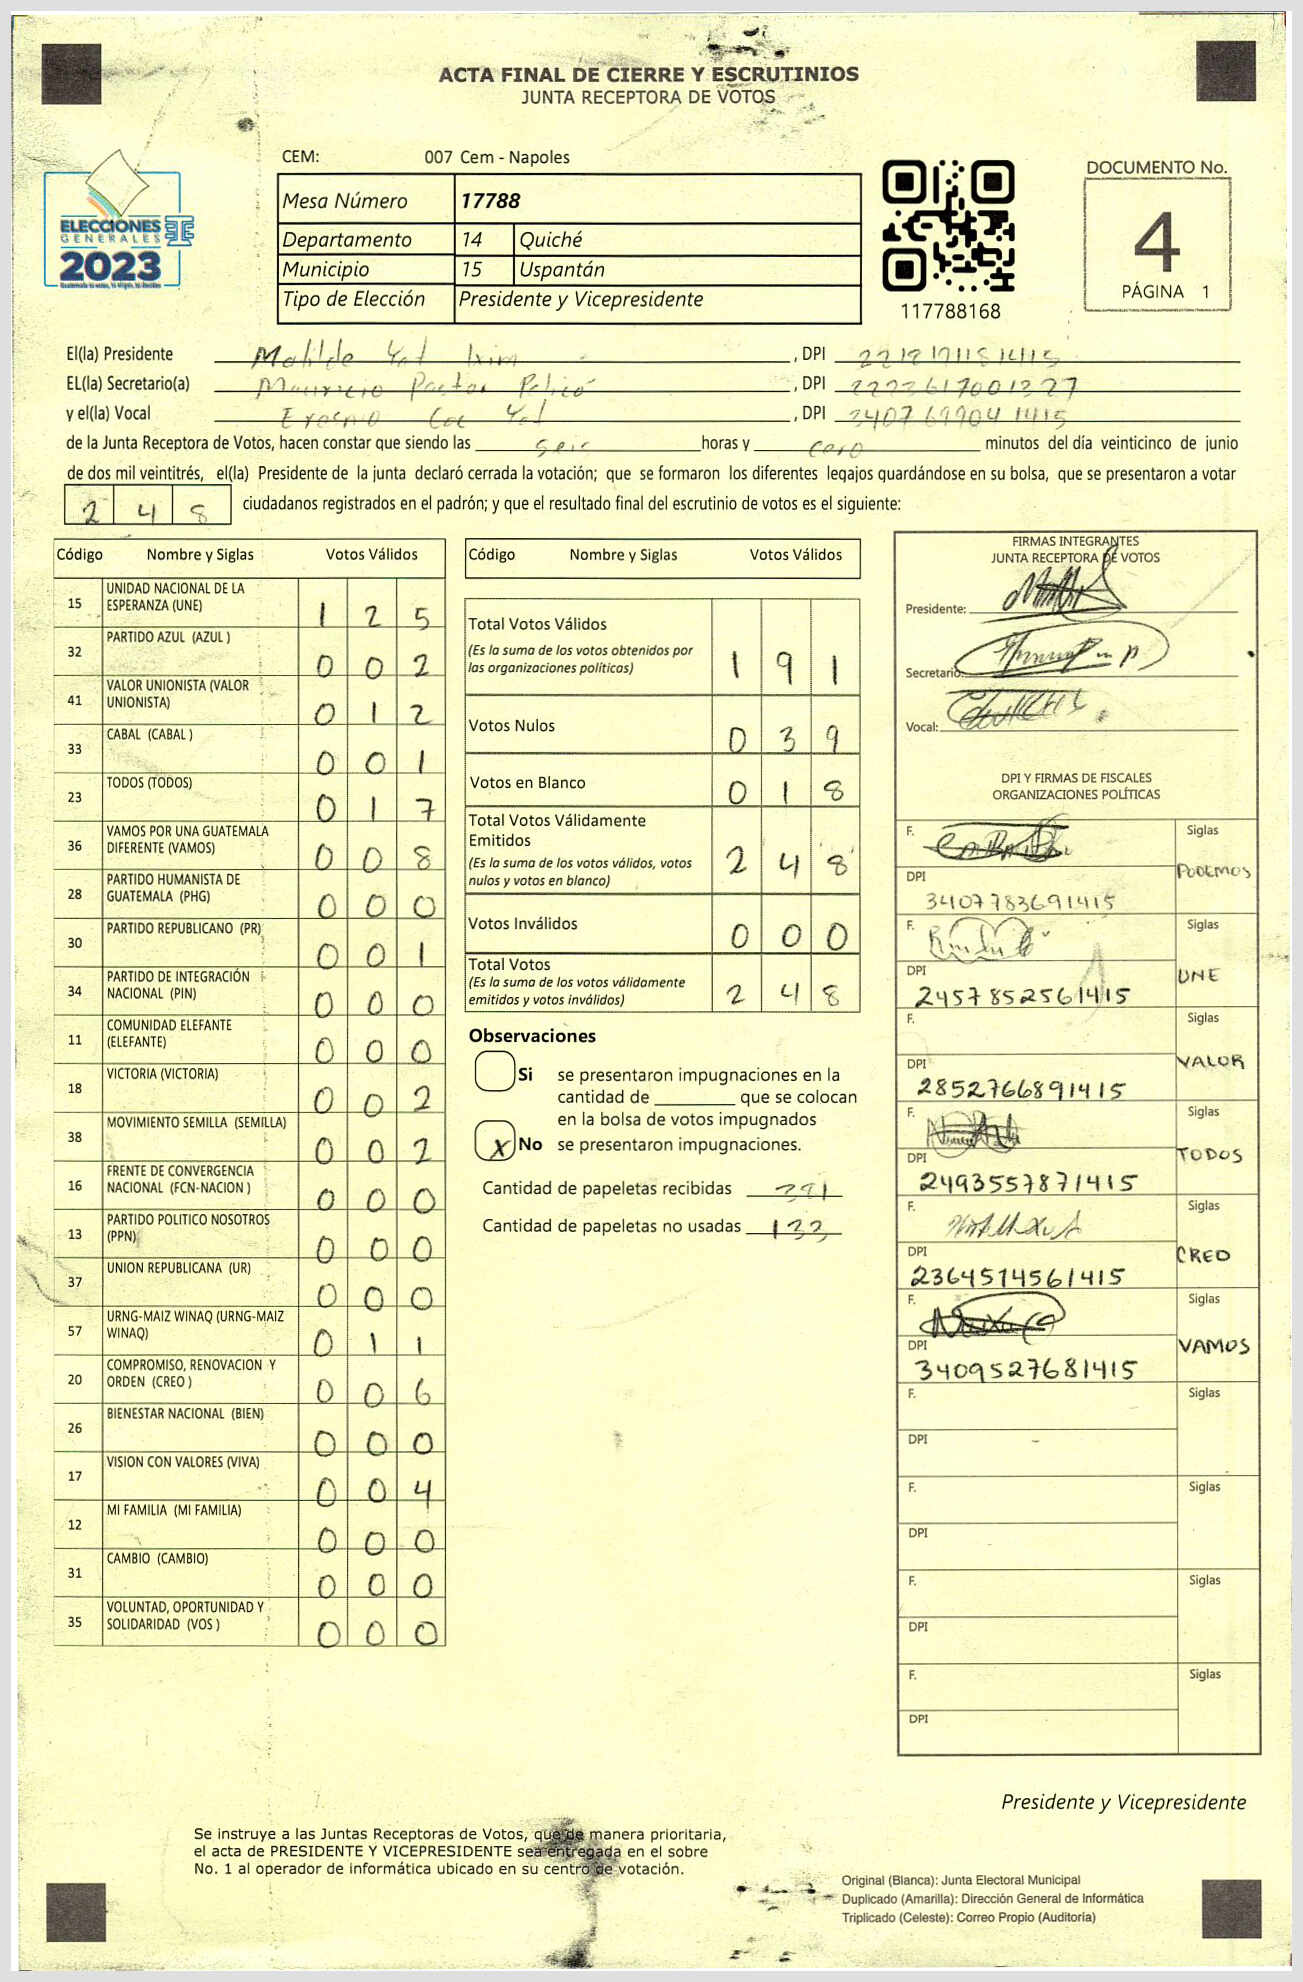 ACTA FINAL DE CIERRE Y ESCRUTINIOS
JUNTA RECEPTORA DE VOTOS
CEM: 007 Cem - Napoles
ELECCIONES
GENERALES
2023
Mesa Número 17788
Departamento 14 Quiché
Municipio 15 Uspantán
Tipo de Elección Presidente y Vicepresidente
117788168
DOCUMENTO No.
4
PÁGINA 1
El(la) Presidente Matilde Yat Ixim, DPI
EL(la) Secretario(a) Mauricio Pastor, DPI 2223617001327
y el(la) Vocal Erasmo Coc Yat, DPI 3407699041415
de la Junta Receptora de Votos, hacen constar que siendo las seis horas y cero minutos del día veinticinco de junio
de dos mil veintitrés, el(la) Presidente de la junta declaró cerrada la votación; que se formaron los diferentes legajos guardándose en su bolsa, que se presentaron a votar
2 4 8 ciudadanos registrados en el padrón; y que el resultado final del escrutinio de votos es el siguiente:
Código Nombre y Siglas Votos Válidos
15 UNIDAD NACIONAL DE LA ESPERANZA (UNE) 1 2 5
32 PARTIDO AZUL (AZUL ) 0 0 2
41 VALOR UNIONISTA (VALOR UNIONISTA) 0 1 2
33 CABAL (CABAL ) 0 0 1
23 TODOS (TODOS) 0 1 7
36 VAMOS POR UNA GUATEMALA DIFERENTE (VAMOS) 0 0 8
28 PARTIDO HUMANISTA DE GUATEMALA (PHG) 0 0 0
30 PARTIDO REPUBLICANO (PR) 0 0 1
34 PARTIDO DE INTEGRACIÓN NACIONAL (PIN) 0 0 0
11 COMUNIDAD ELEFANTE (ELEFANTE) 0 0 0
18 VICTORIA (VICTORIA) 0 0 2
38 MOVIMIENTO SEMILLA (SEMILLA) 0 0 2
16 FRENTE DE CONVERGENCIA NACIONAL (FCN-NACION ) 0 0 0
13 PARTIDO POLITICO NOSOTROS (PPN) 0 0 0
37 UNION REPUBLICANA (UR) 0 0 0
57 URNG-MAIZ WINAQ (URNG-MAIZ WINAQ) 0 1 1
20 COMPROMISO, RENOVACION Y ORDEN (CREO ) 0 0 6
26 BIENESTAR NACIONAL (BIEN) 0 0 0
17 VISION CON VALORES (VIVA) 0 0 4
12 MI FAMILIA (MI FAMILIA) 0 0 0
31 CAMBIO (CAMBIO) 0 0 0
35 VOLUNTAD, OPORTUNIDAD Y SOLIDARIDAD (VOS ) 0 0 0
Código Nombre y Siglas Votos Válidos
Total Votos Válidos
(Es la suma de los votos obtenidos por
las organizaciones políticas) 1 9 1
Votos Nulos 0 3 9
Votos en Blanco 0 1 8
Total Votos Válidamente
Emitidos
(Es la suma de los votos válidos, votos
nulos y votos en blanco) 2 4 8
Votos Inválidos 0 0 0
Total Votos
(Es la suma de los votos válidamente
emitidos y votos inválidos) 2 4 8
Observaciones
Si se presentaron impugnaciones en la
cantidad de ________ que se colocan
en la bolsa de votos impugnados
X No se presentaron impugnaciones.
Cantidad de papeletas recibidas 381
Cantidad de papeletas no usadas 133
FIRMAS INTEGRANTES
JUNTA RECEPTORA DE VOTOS
Presidente:
Secretario:
Vocal:
DPI Y FIRMAS DE FISCALES
ORGANIZACIONES POLÍTICAS
F. Siglas
DPI PODEMOS
3407783691415
F. Siglas
DPI UNE
2457852561415
F. Siglas
DPI VALOR
2852766891415
F. Siglas
DPI TODOS
2493557871415
F. Siglas
DPI CREO
2364514561415
F. Siglas
DPI VAMOS
3409527681415
F. Siglas
DPI
F. Siglas
DPI
F. Siglas
DPI
F. Siglas
DPI
Presidente y Vicepresidente
Se instruye a las Juntas Receptoras de Votos, que de manera prioritaria,
el acta de PRESIDENTE Y VICEPRESIDENTE sea entregada en el sobre
No. 1 al operador de informática ubicado en su centro de votación.
Original (Blanca): Junta Electoral Municipal
Duplicado (Amarilla): Dirección General de Informática
Triplicado (Celeste): Correo Propio (Auditoría)